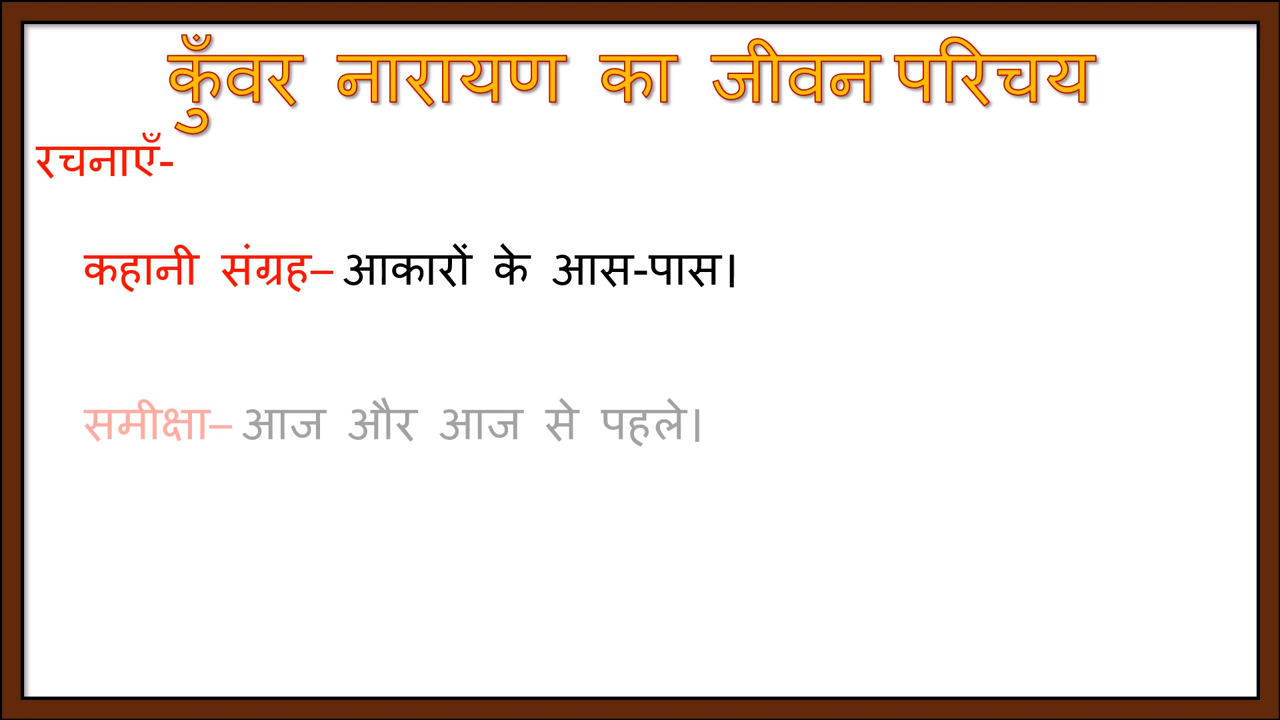 कुँवर नारायण का जीवन परिचय
रचनाएँ-
कहानी संग्रह– आकारों के आस-पास।
समीक्षा– आज और आज से पहले।